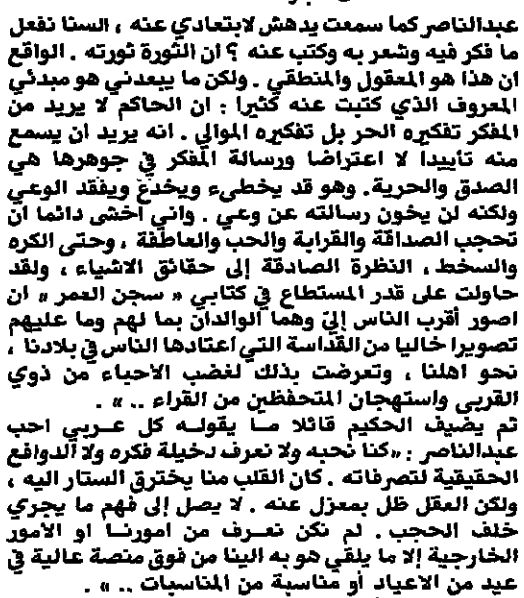 عبدالناصر كما سمعت يدهش لابتعادي عنه ، السنا نفعل
ما فكر فيه وشعر به وكتب عنه ؟ ان الثورة ثورته . الواقع
ان هذا هو المعقول والمنطقي . ولكن ما يبعدني هو مبدئي
المعروف الذي كتبت عنه كثيرا : ان الحاكم لا يريد من
المفكر تفكيره الحر بل تفكيره الموالي . انه يريد ان يسمع
منه تأييدا لا اعتراضا ورسالة المفكر في جوهرها هي
الصدق والحرية. وهو قد يخطىء ويخدع ويفقد الوعي
ولكنه لن يخون رسالته عن وعي . واني اخشى دائما ان
تحجب الصداقة والقرابة والحب والعاطفة ، وحتى الكره
والسخط ، النظرة الصادقة إلى حقائق الاشياء ، ولقد
حاولت على قدر المستطاع في كتابي « سجن العمر » ان
اصور أقرب الناس إليّ وهما الوالدان بما لهم وما عليهم
تصويرا خاليا من القداسة التي اعتادها الناس في بلادنا ،
نحو اهلنا ، وتعرضت بذلك لغضب الاحياء من ذوي
القربى واستهجان المتحفظين من القراء .. » .
ثم يضيف الحكيم قائلا ما يقوله كل عربي احب
عبدالناصر : «كنا نحبه ولا نعرف دخيلة فكره ولا الدوافع
الحقيقية لتصرفاته . كان القلب منا يخترق الستار اليه ،
ولكن العقل ظل بمعزل عنه . لا يصل إلى فهم ما يجري
خلف الحجب . لم نكن نعرف من امورنا او الأمور
الخارجية إلا ما يلقي هو به الينا من فوق منصة عالية في
عيد من الاعياد أو مناسبة من المناسبات .. » .